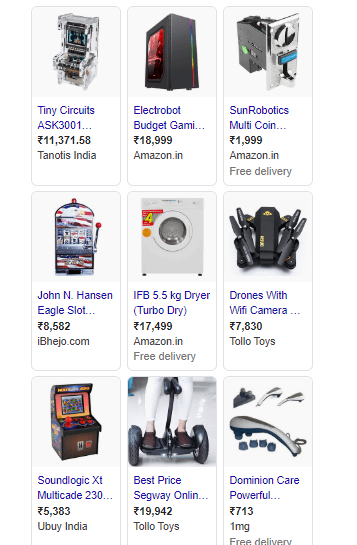 Tiny Circuits
ASK3001...
₹11,371.58
Tanotis India
Electrobot
Budget Gami...
₹18,999
Amazon.in
SunRobotics
Multi Coin...
₹1,999
Amazon.in
Free delivery
John N. Hansen
Eagle Slot...
₹8,582
iBhejo.com
IFB 5.5 kg Dryer
(Turbo Dry)
₹17,499
Amazon.in
Free delivery
Drones With
Wifi Camera ...
₹7,830
Tollo Toys
Soundlogic Xt
Multicade 230...
₹5,383
Ubuy India
Best Price
Segway Onlin...
₹19,942
Tollo Toys
Dominion Care
Powerful...
₹713
1mg
Free delivery